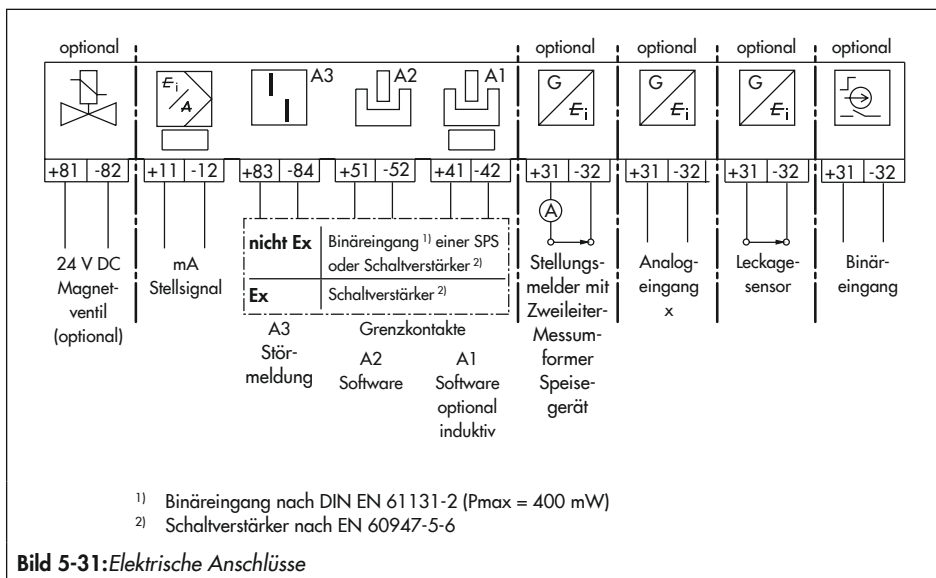 optional optional optional optional optional
A3 A2 A1
E i / A G E i G E i G E i
+81 -82 +11 -12 +83 -84 +51 -52 +41 -42 +31 -32 +31 -32 +31 -32 +31 -32
A
24 V DC
Magnet-
ventil
(optional)
mA
Stellsignal
nicht Ex Binäreingang 1) einer SPS
oder Schaltverstärker 2)
Ex Schaltverstärker 2)
A3
Stör-
meldung
Grenzkontakte
A2
Software
A1
Software
optional
induktiv
Stellungs-
melder mit
Zweileiter-
Messum-
former
Speise-
gerät
Analog-
eingang
x
Leckage-
sensor
Binär-
eingang
1) Binäreingang nach DIN EN 61131-2 (Pmax = 400 mW)
2) Schaltverstärker nach EN 60947-5-6
Bild 5-31:Elektrische Anschlüsse